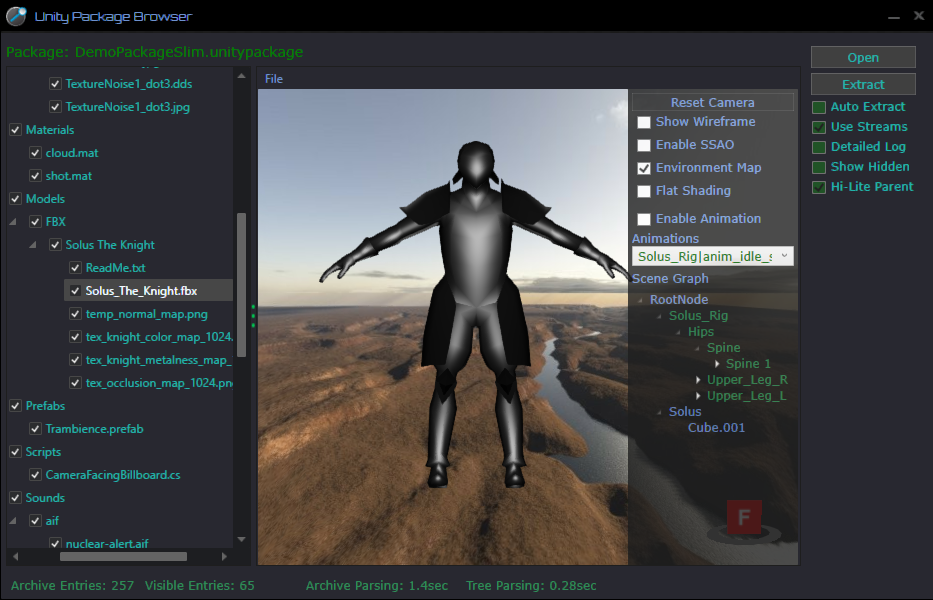 Unity Package Browser
Package: DemoPackageSlim.unitypackage
TextureNoise1_dot3.dds
TextureNoise1_dot3.jpg
Materials
cloud.mat
shot.mat
Models
FBX
Solus The Knight
ReadMe.txt
Solus_The_Knight.fbx
temp_normal_map.png
tex_knight_color_map_1024.
tex_knight_metalness_map_
tex_occlusion_map_1024.pn
Prefabs
Trambience.prefab
Scripts
CameraFacingBillboard.cs
Sounds
aif
nuclear-alert.aif
File
Reset Camera
Show Wireframe
Enable SSAO
Environment Map
Flat Shading
Enable Animation
Animations
Solus_Rig|anim_idle_s
Scene Graph
RootNode
Solus_Rig
Hips
Spine
Spine 1
Upper_Leg_R
Upper_Leg_L
Solus
Cube.001
F
Open
Extract
Auto Extract
Use Streams
Detailed Log
Show Hidden
Hi-Lite Parent
Archive Entries: 257 Visible Entries: 65 Archive Parsing: 1.4sec Tree Parsing: 0.28sec